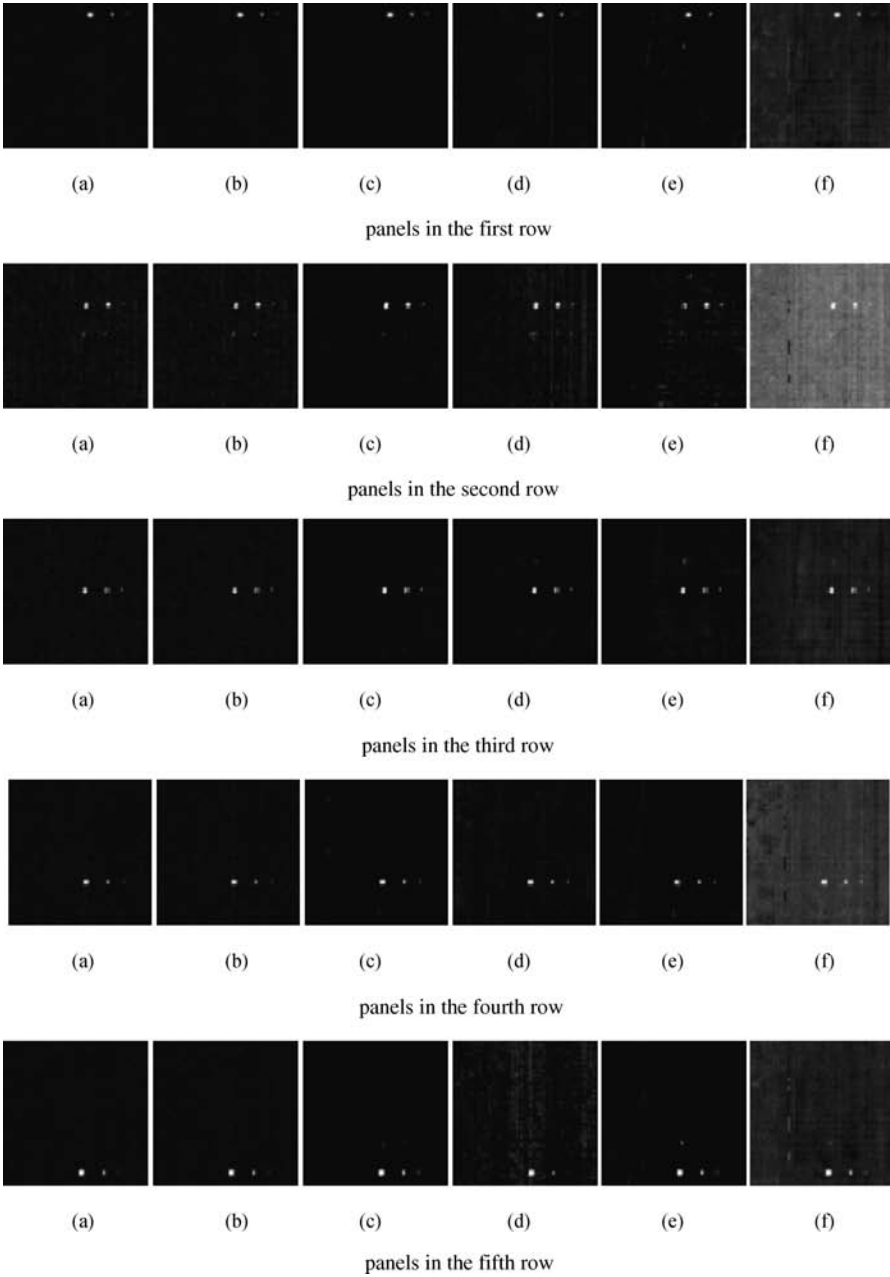 (a) (b) (c) (d) (e) (f)
panels in the first row
(a) (b) (c) (d) (e) (f)
panels in the second row
(a) (b) (c) (d) (e) (f)
panels in the third row
(a) (b) (c) (d) (e) (f)
panels in the fourth row
(a) (b) (c) (d) (e) (f)
panels in the fifth row